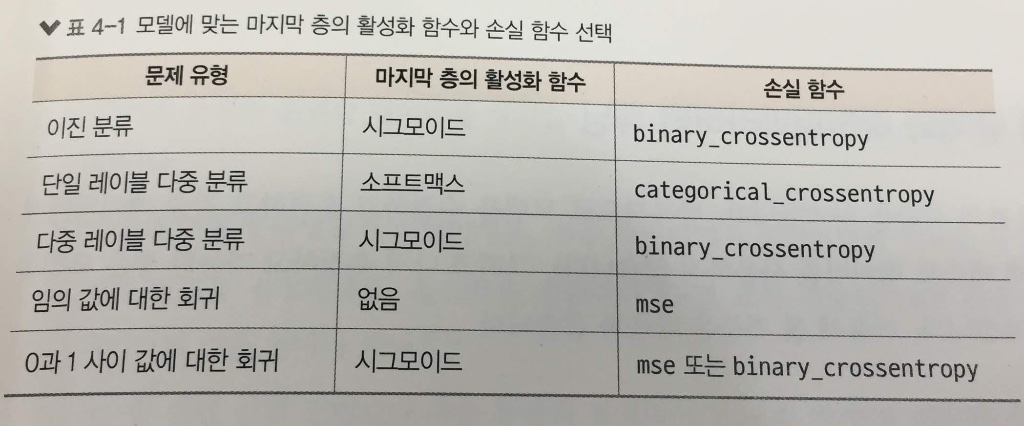 표 4-1 모델에 맞는 마지막 층의 활성화 함수와 손실 함수 선택
문제 유형 마지막 층의 활성화 함수 손실 함수
이진 분류 시그모이드 binary_crossentropy
단일 레이블 다중 분류 소프트맥스 categorical_crossentropy
다중 레이블 다중 분류 시그모이드 binary_crossentropy
임의 값에 대한 회귀 없음 mse
0과 1 사이 값에 대한 회귀 시그모이드 mse 또는 binary_crossentropy